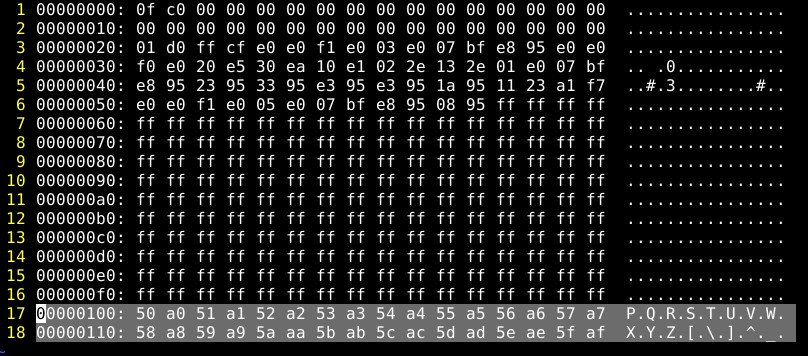 1 00000000: 0f c0 00 00 00 00 00 00 00 00 00 00 00 00 00 00 ................
2 00000010: 00 00 00 00 00 00 00 00 00 00 00 00 00 00 00 00 ................
3 00000020: 01 d0 ff cf e0 e0 f1 e0 03 e0 07 bf e8 95 e0 e0 ................
4 00000030: f0 e0 20 e5 30 ea 10 e1 02 2e 13 2e 01 e0 07 bf .. .0...........
5 00000040: e8 95 23 95 33 95 e3 95 e3 95 1a 95 11 23 a1 f7 ..#.3........#..
6 00000050: e0 e0 f1 e0 05 e0 07 bf e8 95 08 95 ff ff ff ff ................
7 00000060: ff ff ff ff ff ff ff ff ff ff ff ff ff ff ff ff ................
8 00000070: ff ff ff ff ff ff ff ff ff ff ff ff ff ff ff ff ................
9 00000080: ff ff ff ff ff ff ff ff ff ff ff ff ff ff ff ff ................
10 00000090: ff ff ff ff ff ff ff ff ff ff ff ff ff ff ff ff ................
11 000000a0: ff ff ff ff ff ff ff ff ff ff ff ff ff ff ff ff ................
12 000000b0: ff ff ff ff ff ff ff ff ff ff ff ff ff ff ff ff ................
13 000000c0: ff ff ff ff ff ff ff ff ff ff ff ff ff ff ff ff ................
14 000000d0: ff ff ff ff ff ff ff ff ff ff ff ff ff ff ff ff ................
15 000000e0: ff ff ff ff ff ff ff ff ff ff ff ff ff ff ff ff ................
16 000000f0: ff ff ff ff ff ff ff ff ff ff ff ff ff ff ff ff ................
17 00000100: 50 a0 51 a1 52 a2 53 a3 54 a4 55 a5 56 a6 57 a7 P.Q.R.S.T.U.V.W.
18 00000110: 58 a8 59 a9 5a aa 5b ab 5c ac 5d ad 5e ae 5f af X.Y.Z.[.\.].^._.
~